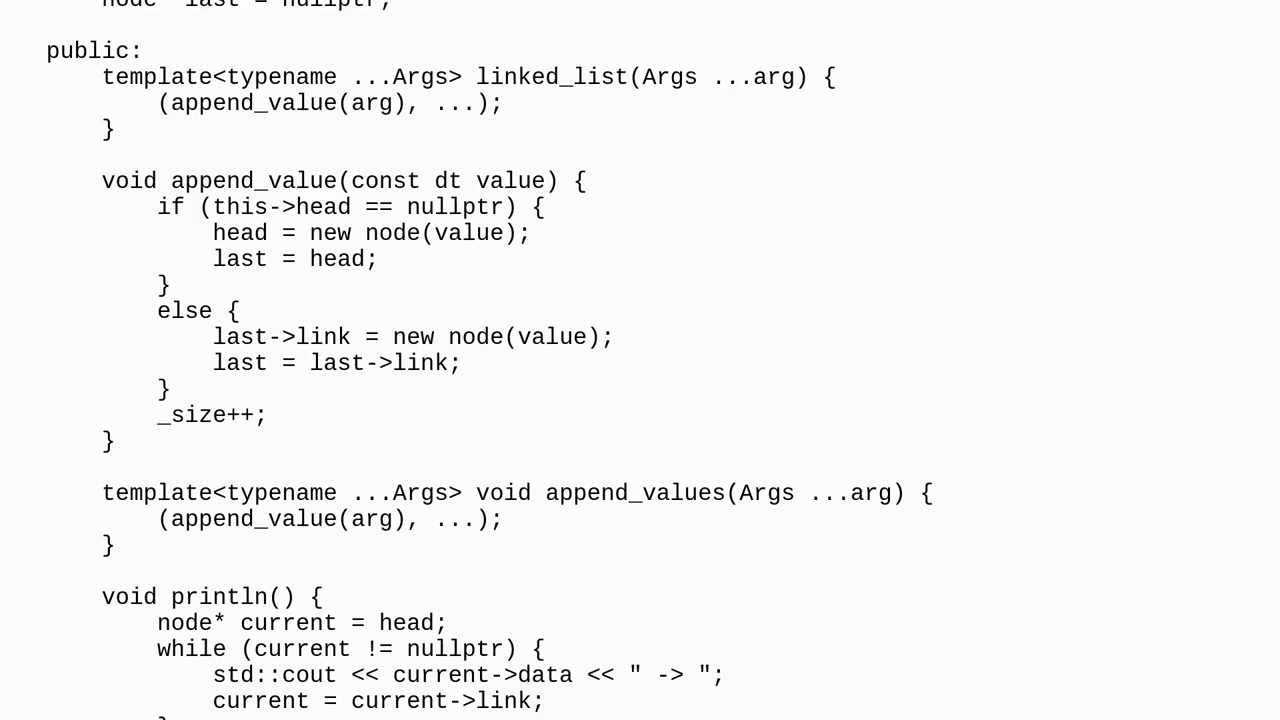 node* last = nullptr;
public:
template<typename ...Args> linked_list(Args ...arg) {
(append_value(arg), ...);
}
void append_value(const dt value) {
if (this->head == nullptr) {
head = new node(value);
last = head;
}
else {
last->link = new node(value);
last = last->link;
}
_size++;
}
template<typename ...Args> void append_values(Args ...arg) {
(append_value(arg), ...);
}
void println() {
node* current = head;
while (current != nullptr) {
std::cout << current->data << " -> ";
current = current->link;
}